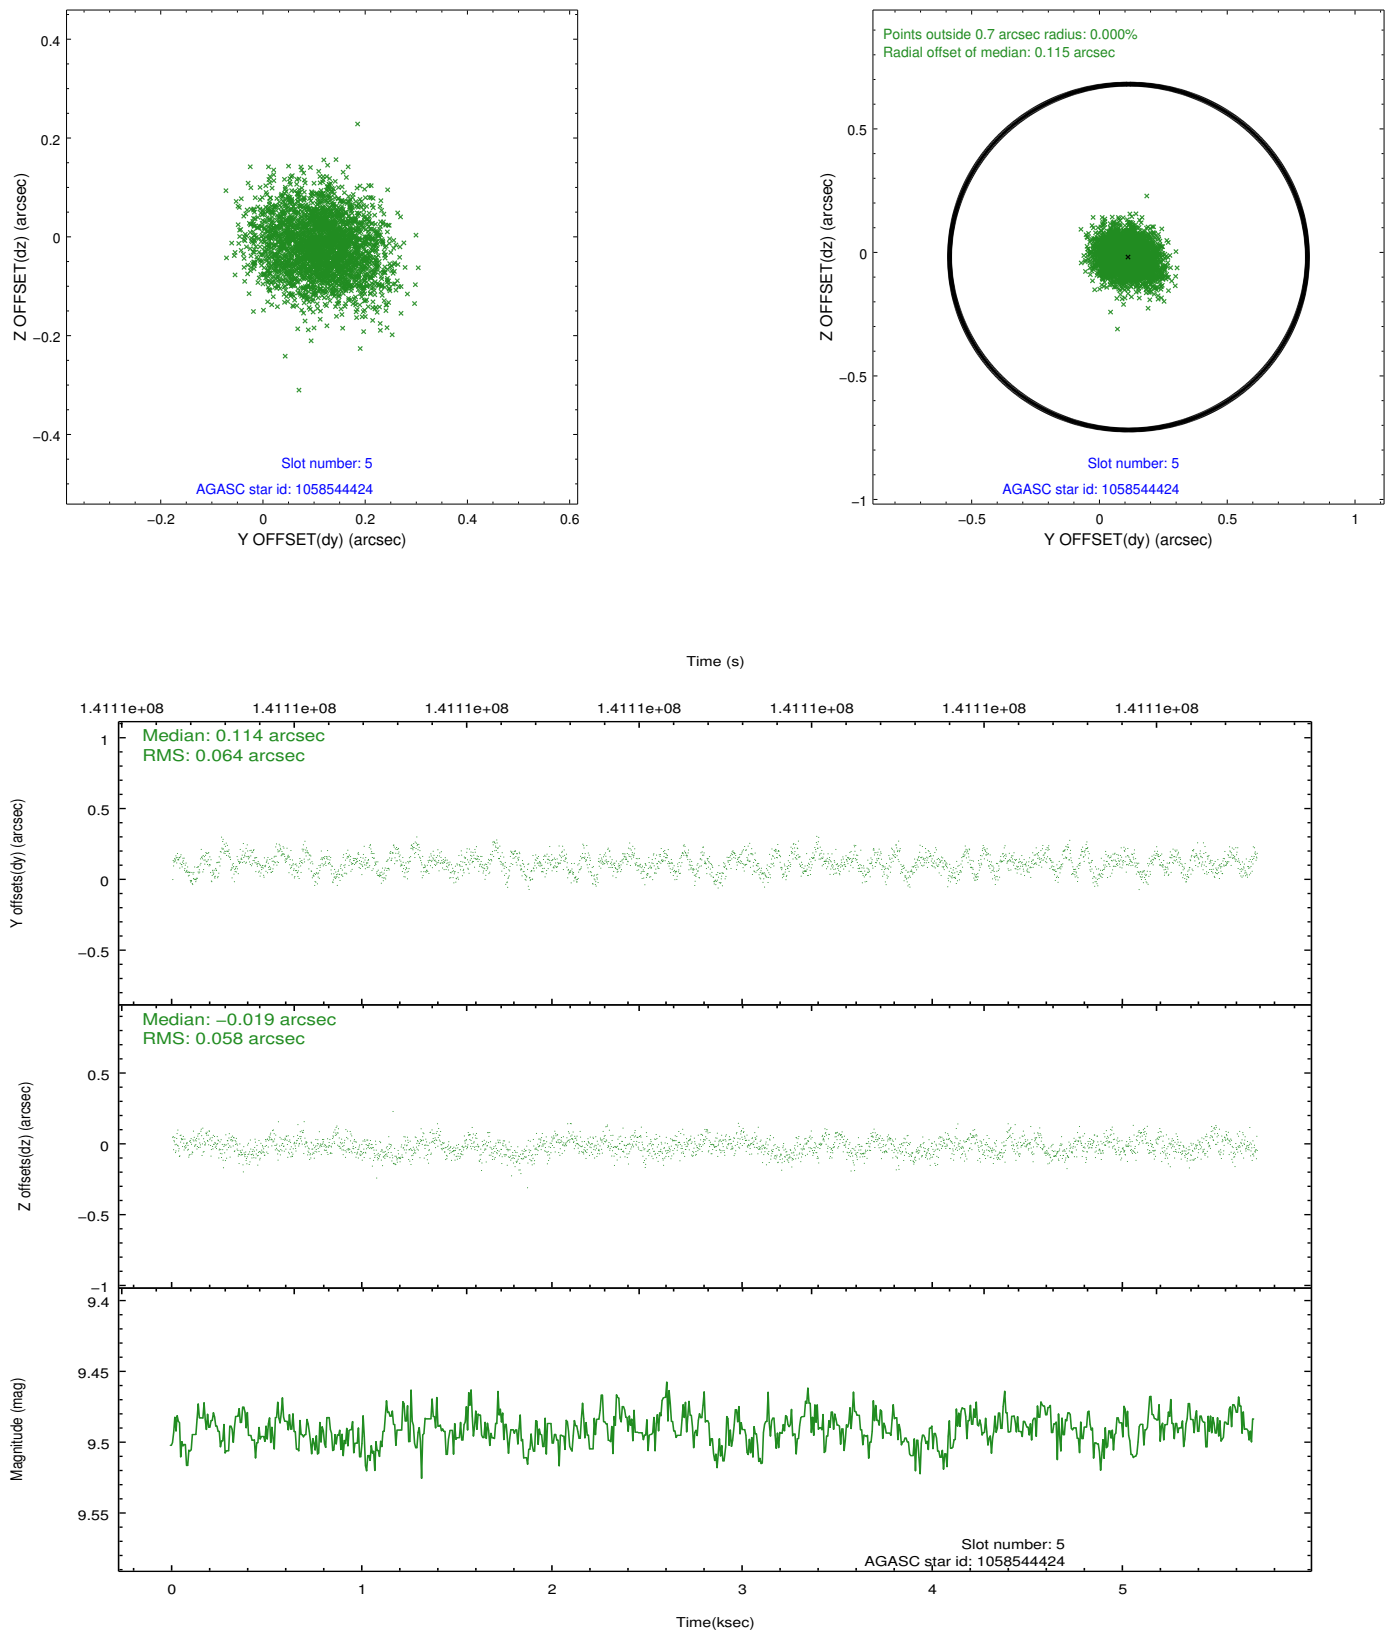 0.4
0.2
0
−0.2
−0.4
Z OFFSET(dz) (arcsec)
Slot number: 5
AGASC star id: 1058544424
−0.2 0 0.2 0.4 0.6
Y OFFSET(dy) (arcsec)
Points outside 0.7 arcsec radius: 0.000%
Radial offset of median: 0.115 arcsec
0.5
0
−0.5
−1
Z OFFSET(dz) (arcsec)
Slot number: 5
AGASC star id: 1058544424
−0.5 0 0.5 1
Y OFFSET(dy) (arcsec)
Time (s)
1.4111e+08 1.4111e+08 1.4111e+08 1.4111e+08 1.4111e+08 1.4111e+08 1.4111e+08
Median: 0.114 arcsec
RMS: 0.064 arcsec
1
0.5
0
−0.5
Y offsets(dy) (arcsec)
Median: −0.019 arcsec
RMS: 0.058 arcsec
0.5
0
−0.5
−1
Z offsets(dz) (arcsec)
9.4
9.45
9.5
9.55
Magnitude (mag)
Slot number: 5
AGASC star id: 1058544424
0 1 2 3 4 5
Time(ksec)